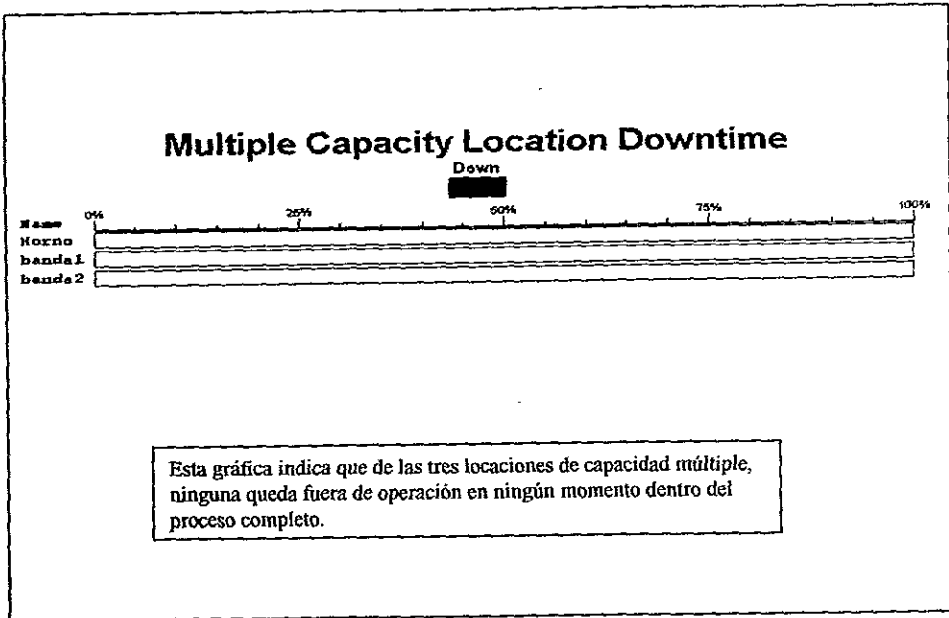 Multiple Capacity Location Downtime
Down
Name 0% 25% 50% 75% 100%
Horno
banda1
banda2
Esta gráfica indica que de las tres locaciones de capacidad múltiple,
ninguna queda fuera de operación en ningún momento dentro del
proceso completo.